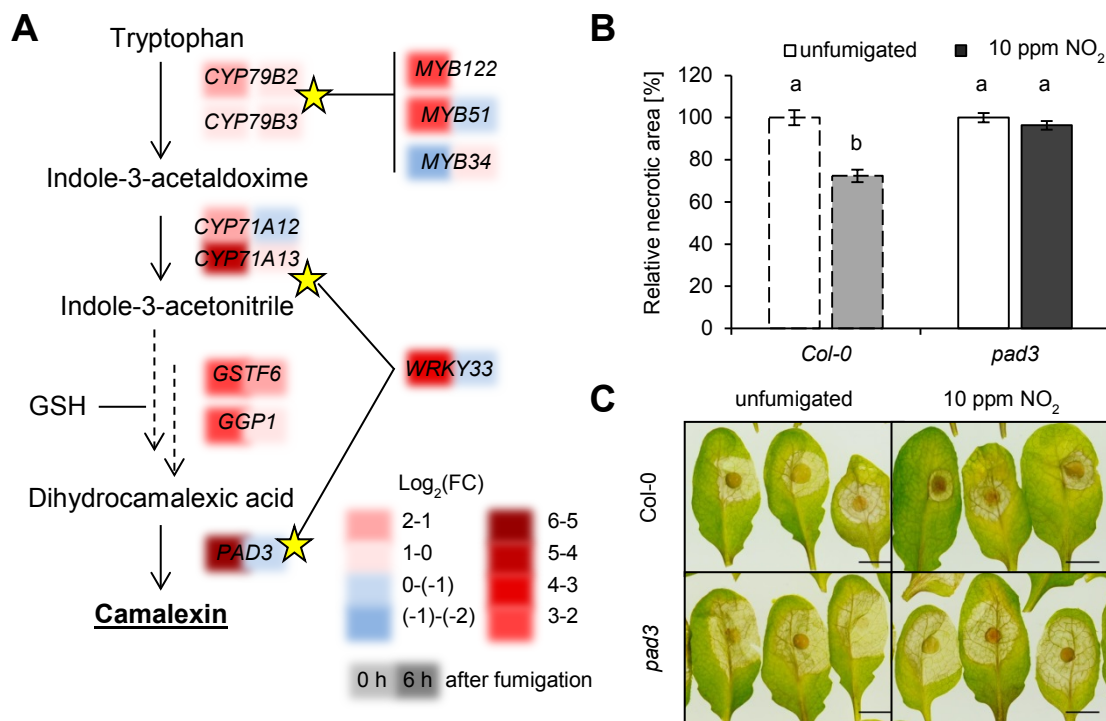 A
Tryptophan
CYP79B2
CYP79B3
MYB122
MYB51
MYB34
Indole-3-acetaldoxime
CYP71A12
CYP71A13
Indole-3-acetonitrile
WRKY33
GSTF6
GSH
GGP1
Dihydrocamalexic acid
PAD3
Camalexin
Log₂(FC)
2-1
6-5
1-0
5-4
0-(-1)
4-3
(-1)-(-2)
3-2
0 h 6 h after fumigation
B
unfumigated 10 ppm NO₂
Relative necrotic area [%]
120
100
80
60
40
20
0
a
b
a
a
Col-0
pad3
C
unfumigated
10 ppm NO₂
Col-0
pad3